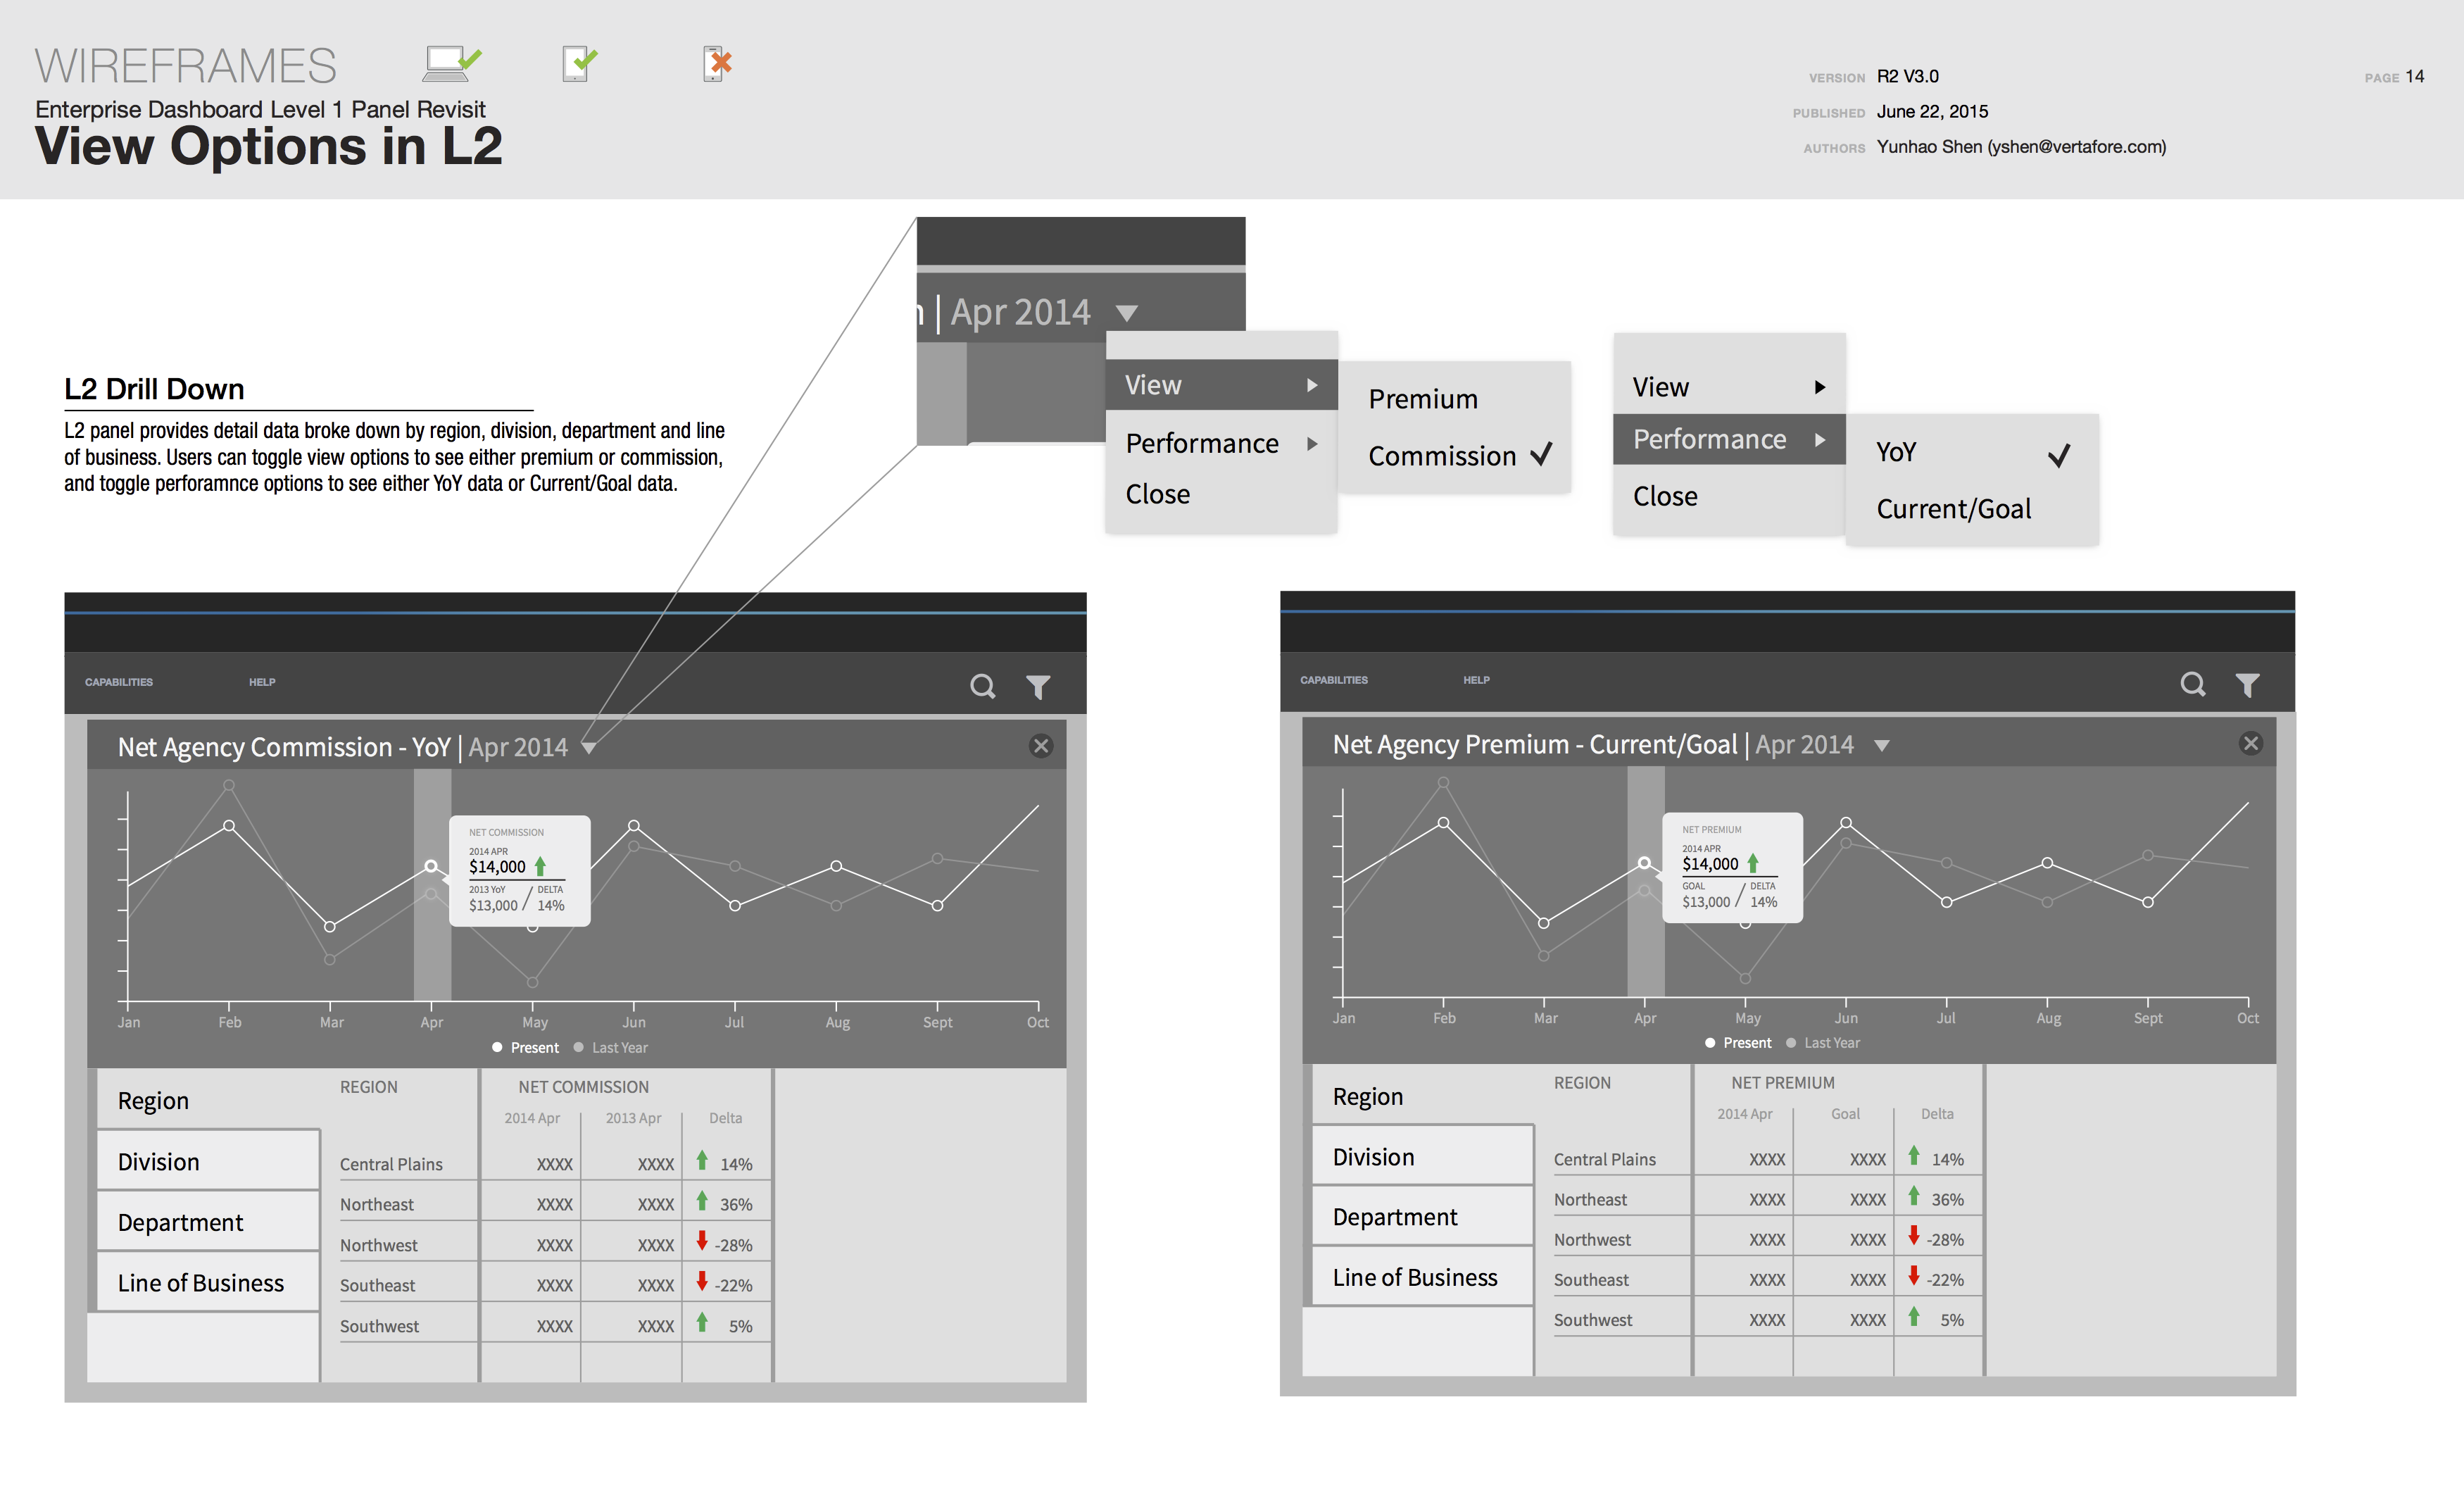 WIREFRAMES
Enterprise Dashboard Level 1 Panel Revisit
View Options in L2
VERSION R2 V3.0
PUBLISHED June 22, 2015
AUTHORS Yunhao Shen (yshen@vertafore.com)
PAGE 14
L2 Drill Down
L2 panel provides detail data broke down by region, division, department and line
of business. Users can toggle view options to see either premium or commission,
and toggle perforamnce options to see either YoY data or Current/Goal data.
| Apr 2014
View
Performance
Close
Premium
Commission
View
Performance
Close
YoY
Current/Goal
CAPABILITIES HELP
Net Agency Commission - YoY | Apr 2014
NET COMMISSION
2014 APR
$14,000
2013 YoY / DELTA
$13,000 14%
Jan Feb Mar Apr May Jun Jul Aug Sept Oct
Present Last Year
Region
Division
Department
Line of Business
REGION NET COMMISSION
2014 Apr 2013 Apr Delta
Central Plains XXXX XXXX 14%
Northeast XXXX XXXX 36%
Northwest XXXX XXXX -28%
Southeast XXXX XXXX -22%
Southwest XXXX XXXX 5%
CAPABILITIES HELP
Net Agency Premium - Current/Goal | Apr 2014
NET PREMIUM
2014 APR
$14,000
GOAL / DELTA
$13,000 14%
Jan Feb Mar Apr May Jun Jul Aug Sept Oct
Present Last Year
Region
Division
Department
Line of Business
REGION NET PREMIUM
2014 Apr Goal Delta
Central Plains XXXX XXXX 14%
Northeast XXXX XXXX 36%
Northwest XXXX XXXX -28%
Southeast XXXX XXXX -22%
Southwest XXXX XXXX 5%